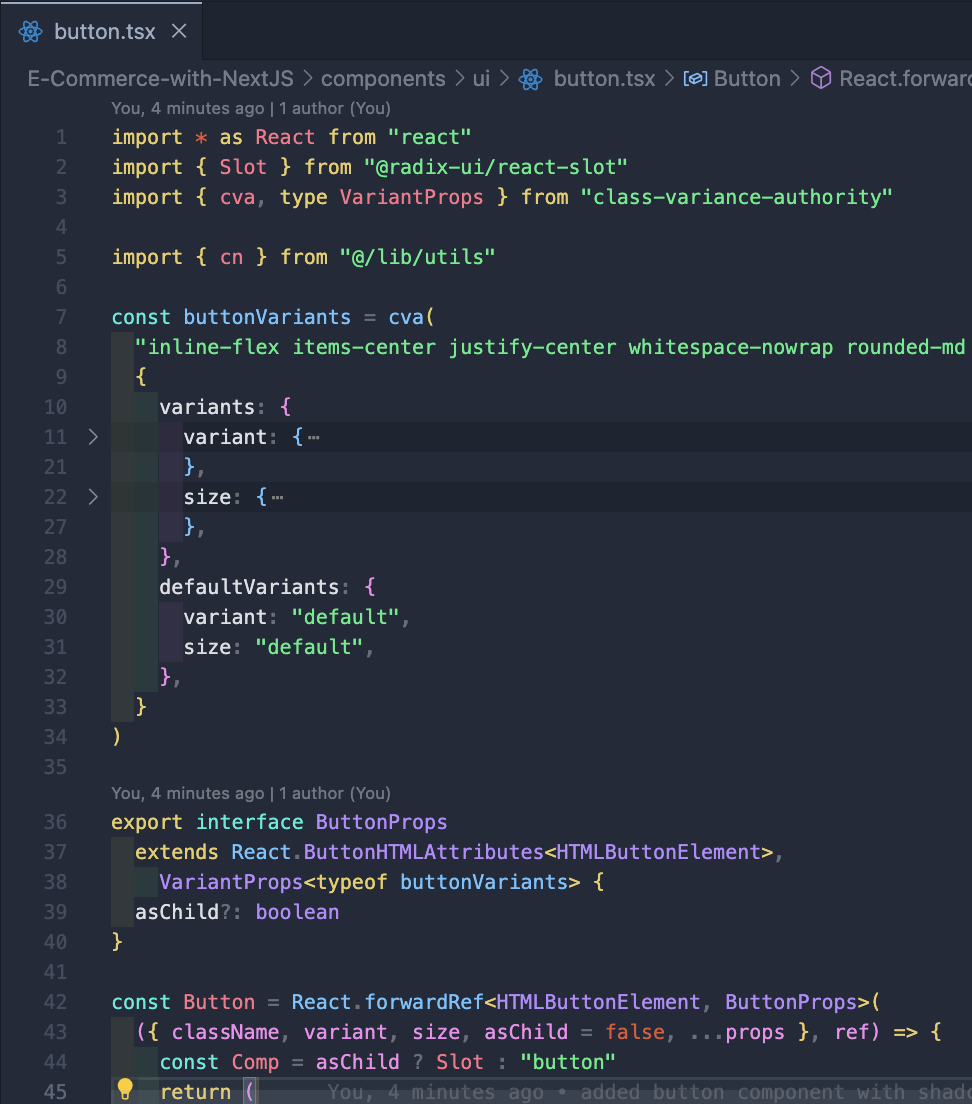 button.tsx
E-Commerce-with-NextJS > components > ui > button.tsx > Button > React.forward
You, 4 minutes ago | 1 author (You)
1 import * as React from "react"
2 import { Slot } from "@radix-ui/react-slot"
3 import { cva, type VariantProps } from "class-variance-authority"
4
5 import { cn } from "@/lib/utils"
6
7 const buttonVariants = cva(
8 "inline-flex items-center justify-center whitespace-nowrap rounded-md
9 {
10 variants: {
11 variant: {⋯
21 },
22 size: {⋯
27 },
28 },
29 defaultVariants: {
30 variant: "default",
31 size: "default",
32 },
33 }
34 )
35
You, 4 minutes ago | 1 author (You)
36 export interface ButtonProps
37 extends React.ButtonHTMLAttributes<HTMLButtonElement>,
38 VariantProps<typeof buttonVariants> {
39 asChild?: boolean
40 }
41
42 const Button = React.forwardRef<HTMLButtonElement, ButtonProps>(
43 ({ className, variant, size, asChild = false, ...props }, ref) => {
44 const Comp = asChild ? Slot : "button"
45 return ( You, 4 minutes ago • added button component with shad